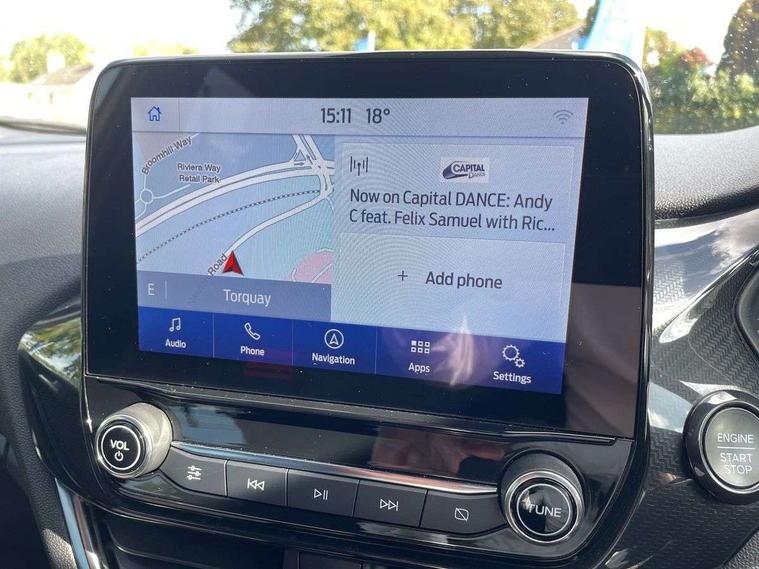 15:11 18°
Broomhill Way
Riviera Way
Retail Park
Road
E
Torquay
CAPITAL
DANCE
Now on Capital DANCE: Andy
C feat. Felix Samuel with Ric...
+ Add phone
Audio
Phone
Navigation
Apps
Settings
VOL
TUNE
ENGINE
START
STOP